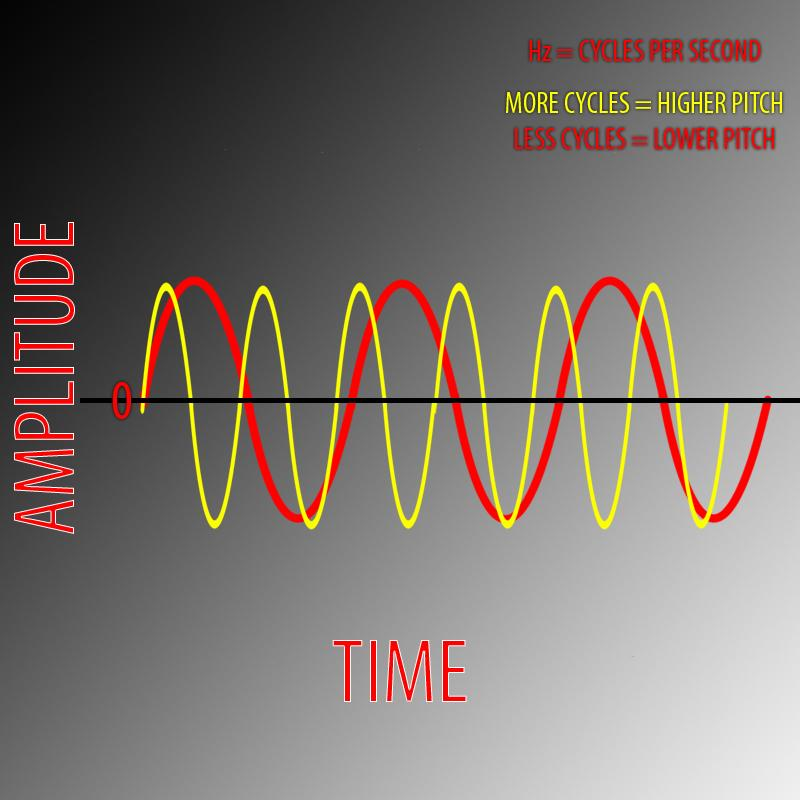 Hz = CYCLES PER SECOND
MORE CYCLES = HIGHER PITCH
LESS CYCLES = LOWER PITCH
AMPLITUDE
0
TIME